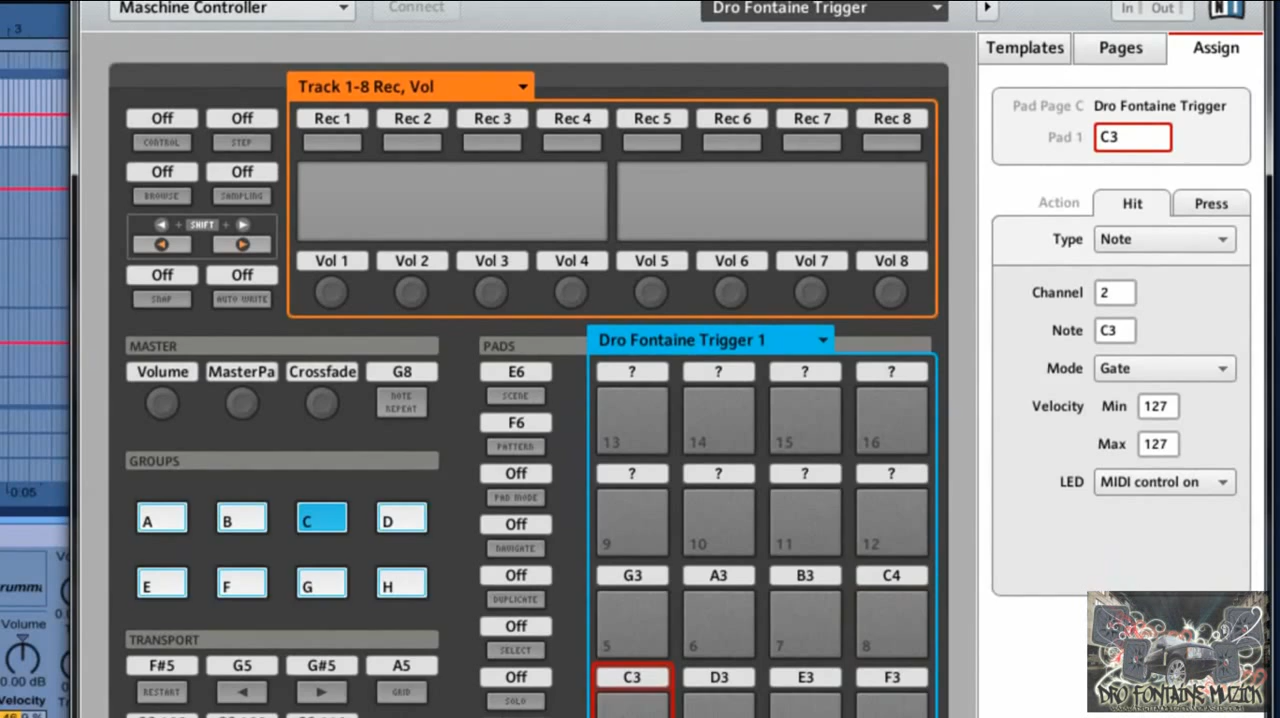 3
Maschine Controller
Connect
Dro Fontaine Trigger
In | Out
NI
Templates Pages Assign
Track 1-8 Rec, Vol
Pad Page C Dro Fontaine Trigger
Pad 1 C3
Off Off Rec 1 Rec 2 Rec 3 Rec 4 Rec 5 Rec 6 Rec 7 Rec 8
CONTROL STEP
Off Off
BROWSE SAMPLING
Action Hit Press
+ SHIFT +
Type Note
Vol 1 Vol 2 Vol 3 Vol 4 Vol 5 Vol 6 Vol 7 Vol 8
Off Off
SNAP AUTO WRITE
Channel 2
Note C3
MASTER
PADS
Dro Fontaine Trigger 1
Volume MasterPa Crossfade G8
NOTE REPEAT
E6 ? ? ? ?
SCENE
Mode Gate
Velocity Min 127
F6
PATTERN
13 14 15 16
Max 127
GROUPS
Off ? ? ? ?
PAD MODE
LED MIDI control on
0:05
A B C D
Off
NAVIGATE
9 10 11 12
Off G3 A3 B3 C4
E F G H
DUPLICATE
Volume
Off
TRANSPORT
SELECT
5 6 7 8
F#5 G5 G#5 A5
RESTART GRID
Off C3 D3 E3 F3
SOLO
0.00 dB
Velocity
DRO FONTAINS MUZICK